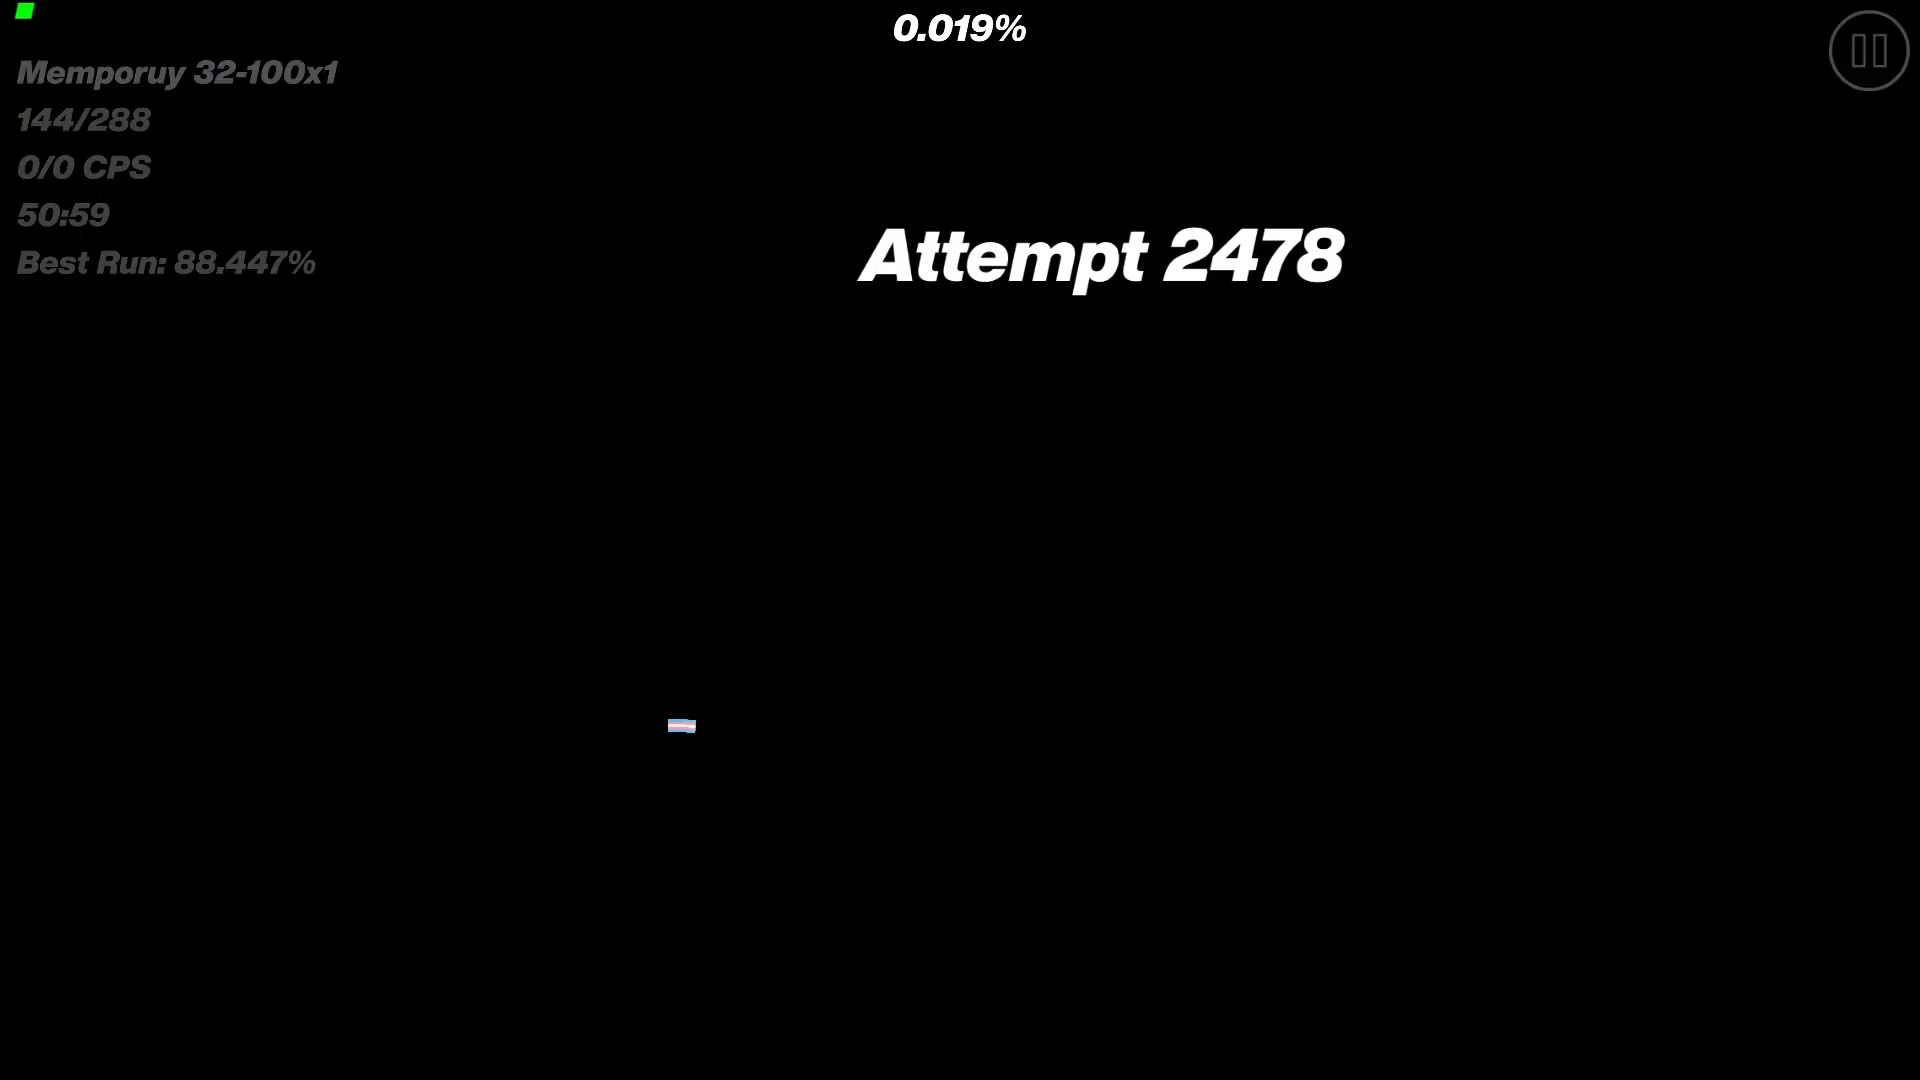 0.019%
Memporuy 32-100x1
144/288
0/0 CPS
50:59
Best Run: 88.447%
Attempt 2478